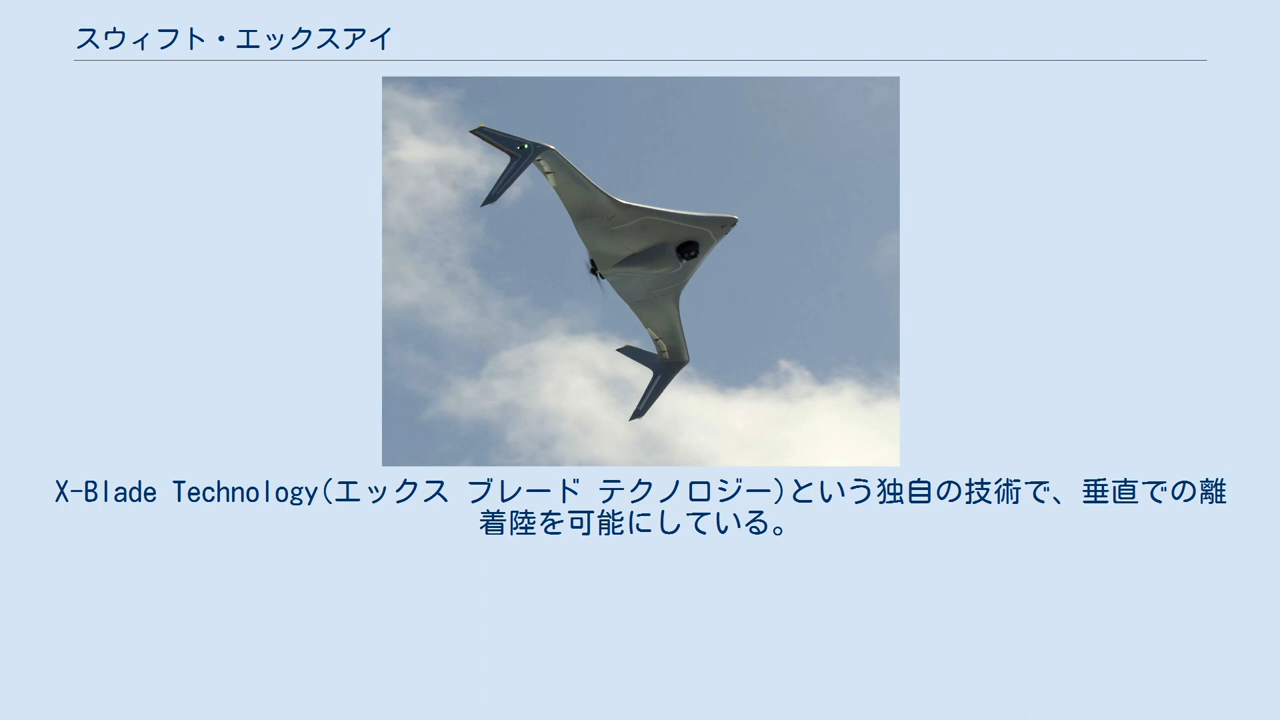 スウィフト・エックスアイ
X-Blade Technology(エックス ブレード テクノロジー)という独自の技術で、垂直での離
着陸を可能にしている。